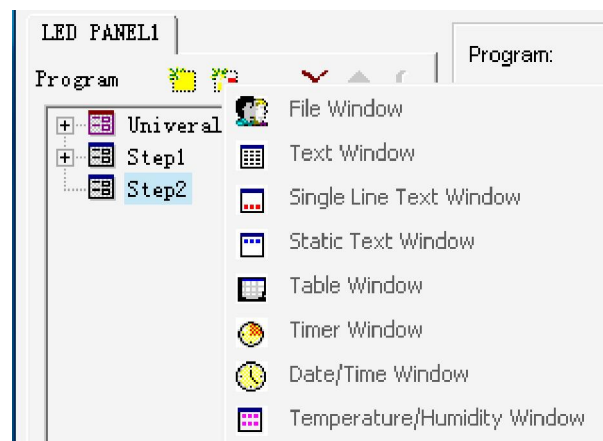 LED PANEL1
Program:
Program
Univeral
Step1
Step2
File Window
Text Window
Single Line Text Window
Static Text Window
Table Window
Timer Window
Date/Time Window
Temperature/Humidity Window